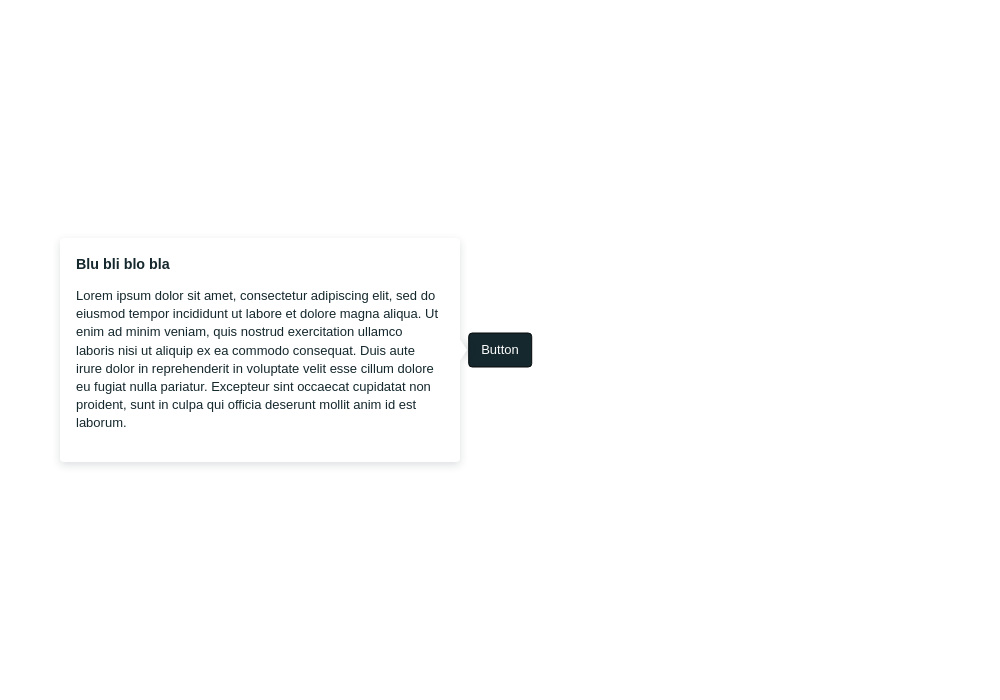 Blu bli blo bla
Lorem ipsum dolor sit amet, consectetur adipiscing elit, sed do
eiusmod tempor incididunt ut labore et dolore magna aliqua. Ut
enim ad minim veniam, quis nostrud exercitation ullamco
laboris nisi ut aliquip ex ea commodo consequat. Duis aute
irure dolor in reprehenderit in voluptate velit esse cillum dolore
eu fugiat nulla pariatur. Excepteur sint occaecat cupidatat non
proident, sunt in culpa qui officia deserunt mollit anim id est
laborum.
Button